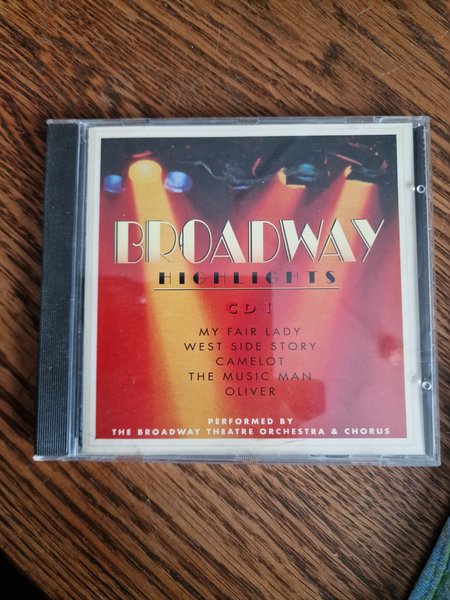 BROADWAY
HIGHLIGHTS
CD 1
MY FAIR LADY
WEST SIDE STORY
CAMELOT
THE MUSIC MAN
OLIVER
PERFORMED BY
THE BROADWAY THEATRE ORCHESTRA & CHORUS